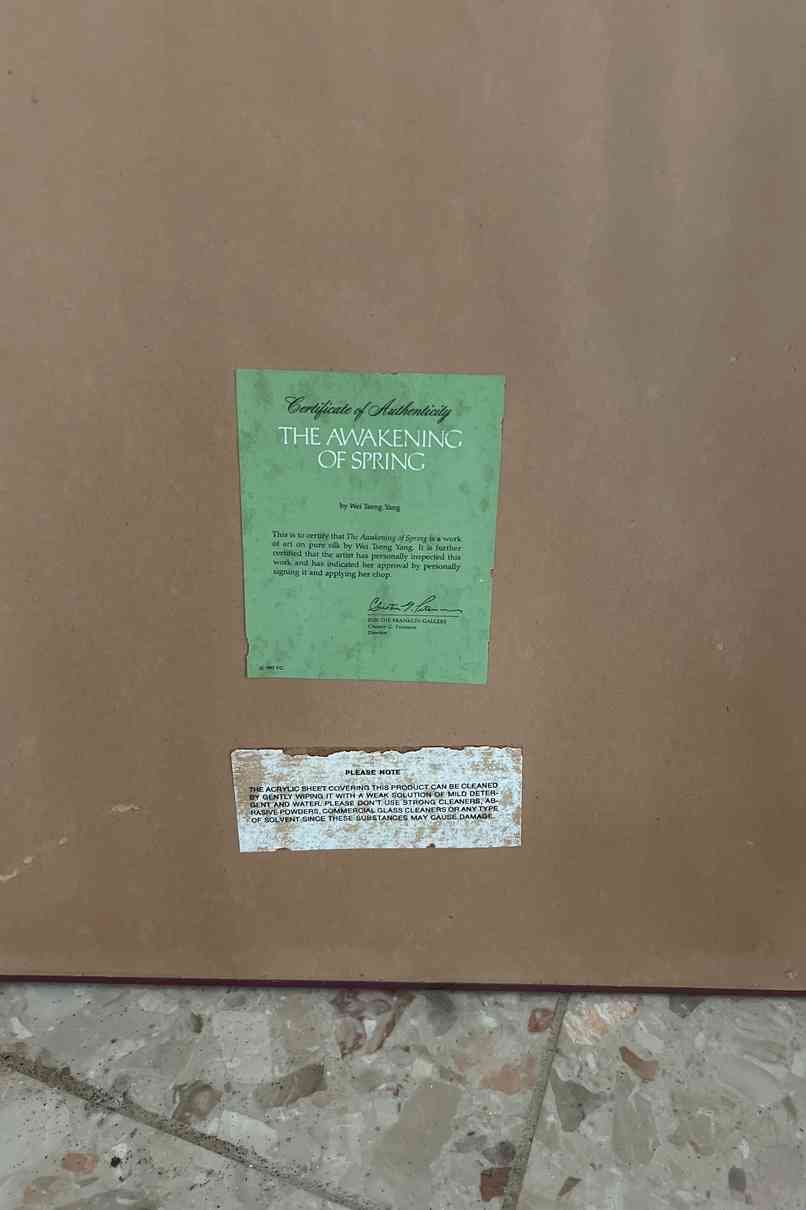 Certificate of Authenticity
THE AWAKENING
OF SPRING
by Wei Tseng Yang
This is to certify that The Awakening of Spring is a work
of art on pure silk by Wei Tseng Yang. It is further
certified that the artist has personally inspected this
work and has indicated her approval by personally
signing it and applying her chop.
FOR THE FRANKLIN GALLERY
Director
PLEASE NOTE
THE ACRYLIC SHEET COVERING THIS PRODUCT CAN BE CLEANED
BY GENTLY WIPING IT WITH A WEAK SOLUTION OF MILD DETER-
GENT AND WATER. PLEASE DON'T USE STRONG CLEANERS, AB-
RASIVE POWDERS, COMMERCIAL GLASS CLEANERS OR ANY TYPE
OF SOLVENT SINCE THESE SUBSTANCES MAY CAUSE DAMAGE.